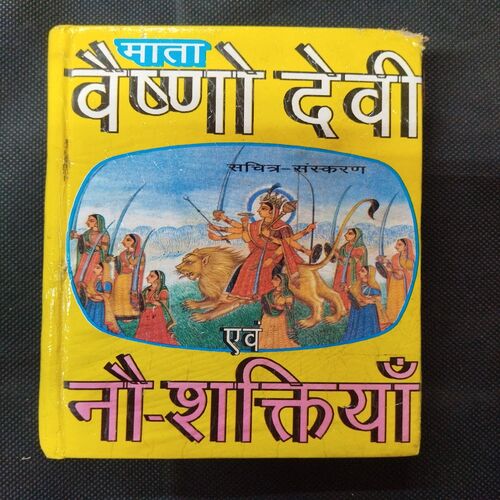 माता
वैष्णो देवी
सचित्र-संस्करण
एवं
नौ-शक्तियाँ